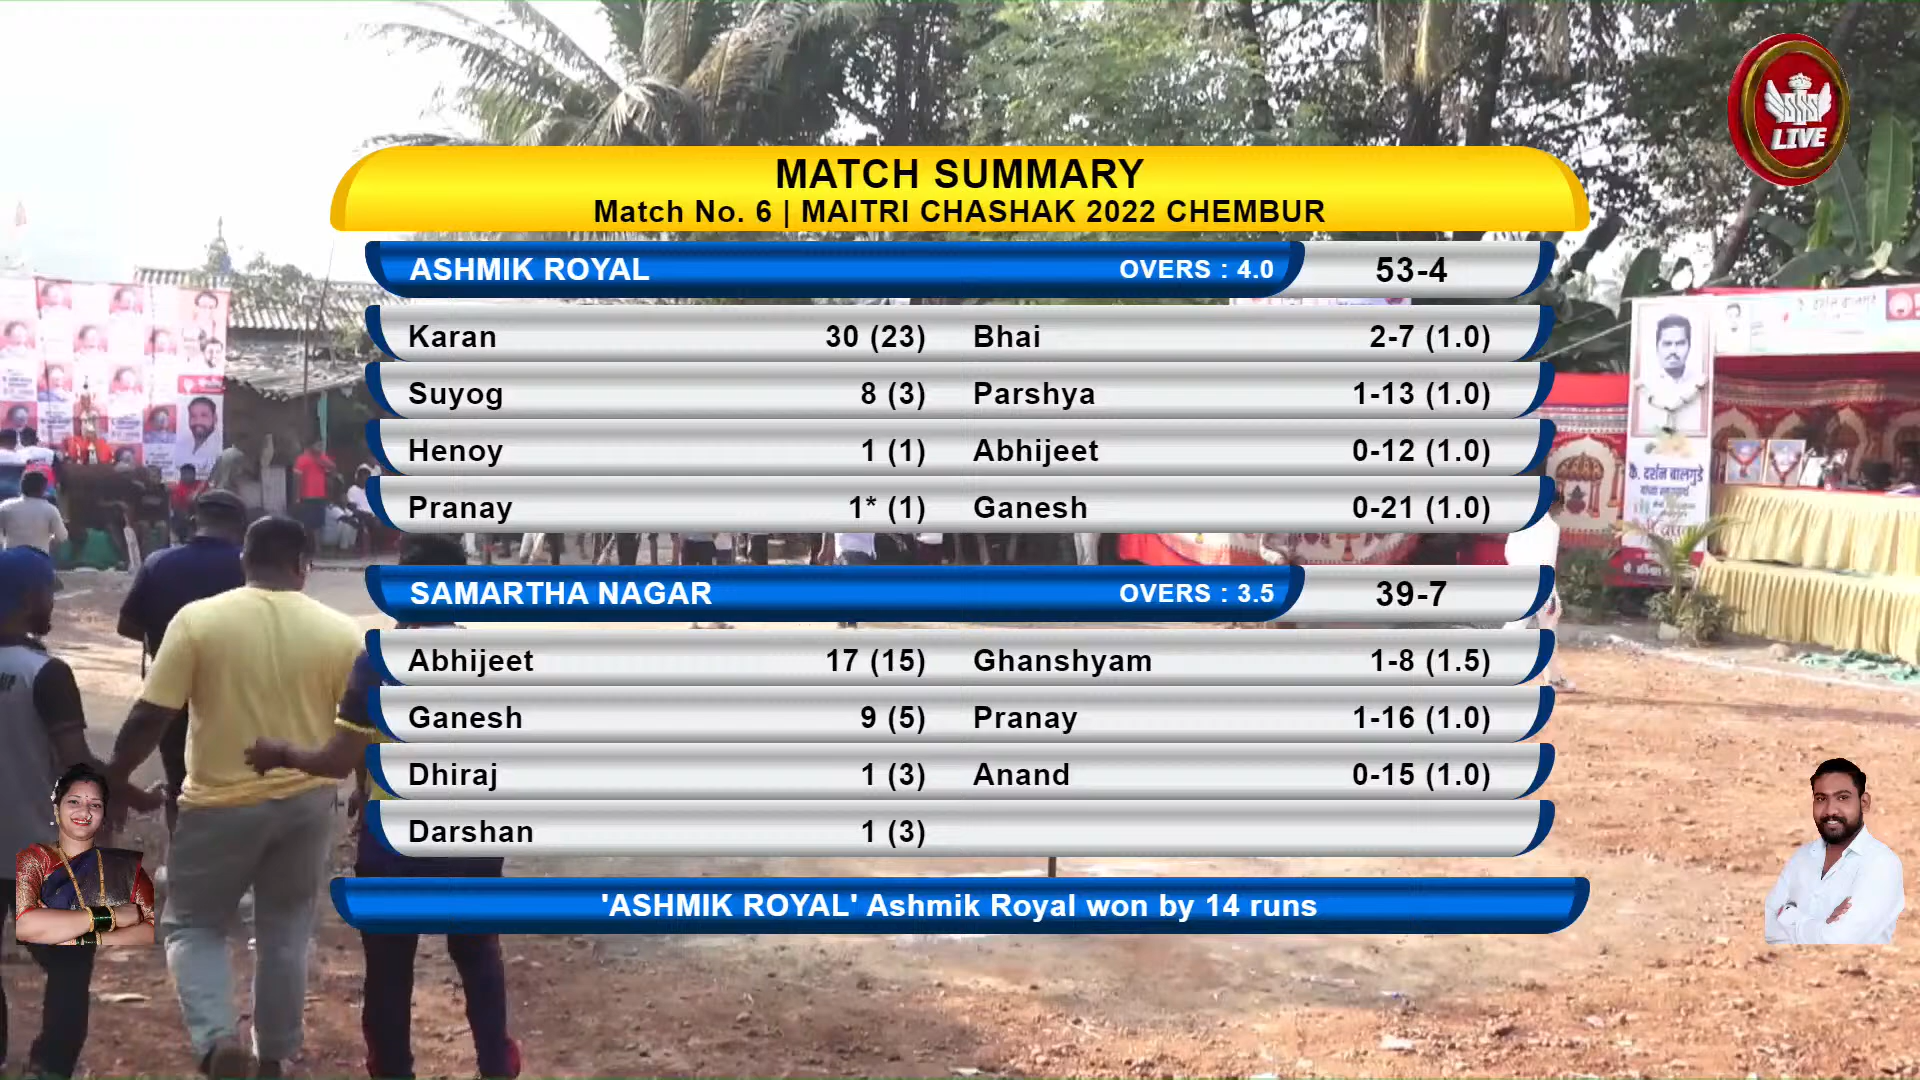 SSS
LIVE
MATCH SUMMARY
Match No. 6 | MAITRI CHASHAK 2022 CHEMBUR
ASHMIK ROYAL OVERS : 4.0 53-4
Karan 30 (23) Bhai 2-7 (1.0)
Suyog 8 (3) Parshya 1-13 (1.0)
Henoy 1 (1) Abhijeet 0-12 (1.0)
Pranay 1* (1) Ganesh 0-21 (1.0)
SAMARTHA NAGAR OVERS : 3.5 39-7
Abhijeet 17 (15) Ghanshyam 1-8 (1.5)
Ganesh 9 (5) Pranay 1-16 (1.0)
Dhiraj 1 (3) Anand 0-15 (1.0)
Darshan 1 (3)
'ASHMIK ROYAL' Ashmik Royal won by 14 runs
कै. दर्शन बालगुडे